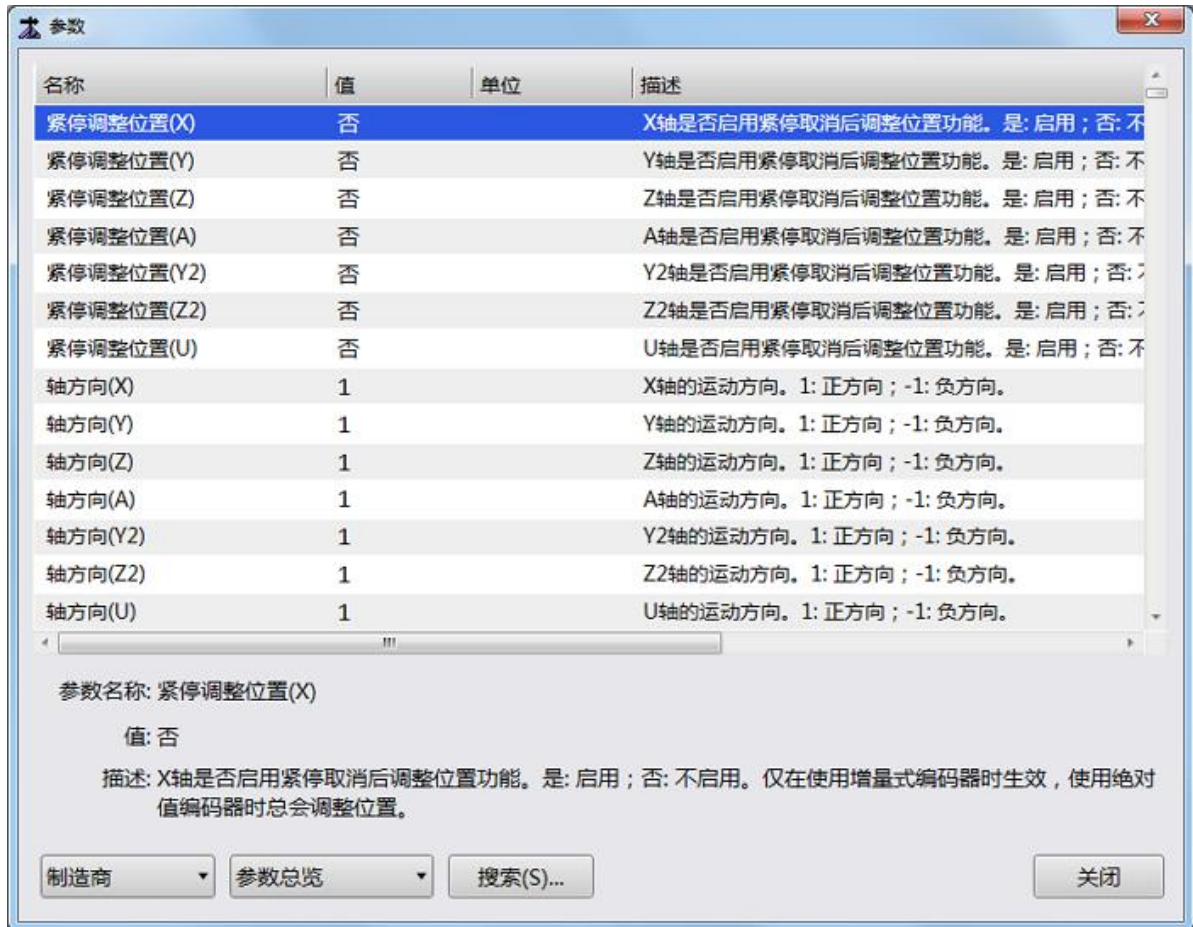 参数
名称 值 单位 描述
紧停调整位置(X) 否 X轴是否启用紧停取消后调整位置功能。是: 启用；否: 不
紧停调整位置(Y) 否 Y轴是否启用紧停取消后调整位置功能。是: 启用；否: 不
紧停调整位置(Z) 否 Z轴是否启用紧停取消后调整位置功能。是: 启用；否: 不
紧停调整位置(A) 否 A轴是否启用紧停取消后调整位置功能。是: 启用；否: 不
紧停调整位置(Y2) 否 Y2轴是否启用紧停取消后调整位置功能。是: 启用；否:
紧停调整位置(Z2) 否 Z2轴是否启用紧停取消后调整位置功能。是: 启用；否:
紧停调整位置(U) 否 U轴是否启用紧停取消后调整位置功能。是: 启用；否: 不
轴方向(X) 1 X轴的运动方向。1: 正方向；-1: 负方向。
轴方向(Y) 1 Y轴的运动方向。1: 正方向；-1: 负方向。
轴方向(Z) 1 Z轴的运动方向。1: 正方向；-1: 负方向。
轴方向(A) 1 A轴的运动方向。1: 正方向；-1: 负方向。
轴方向(Y2) 1 Y2轴的运动方向。1: 正方向；-1: 负方向。
轴方向(Z2) 1 Z2轴的运动方向。1: 正方向；-1: 负方向。
轴方向(U) 1 U轴的运动方向。1: 正方向；-1: 负方向。
参数名称: 紧停调整位置(X)
值: 否
描述: X轴是否启用紧停取消后调整位置功能。是: 启用；否: 不启用。仅在使用增量式编码器时生效，使用绝对
值编码器时总会调整位置。
制造商 参数总览 搜索(S)... 关闭